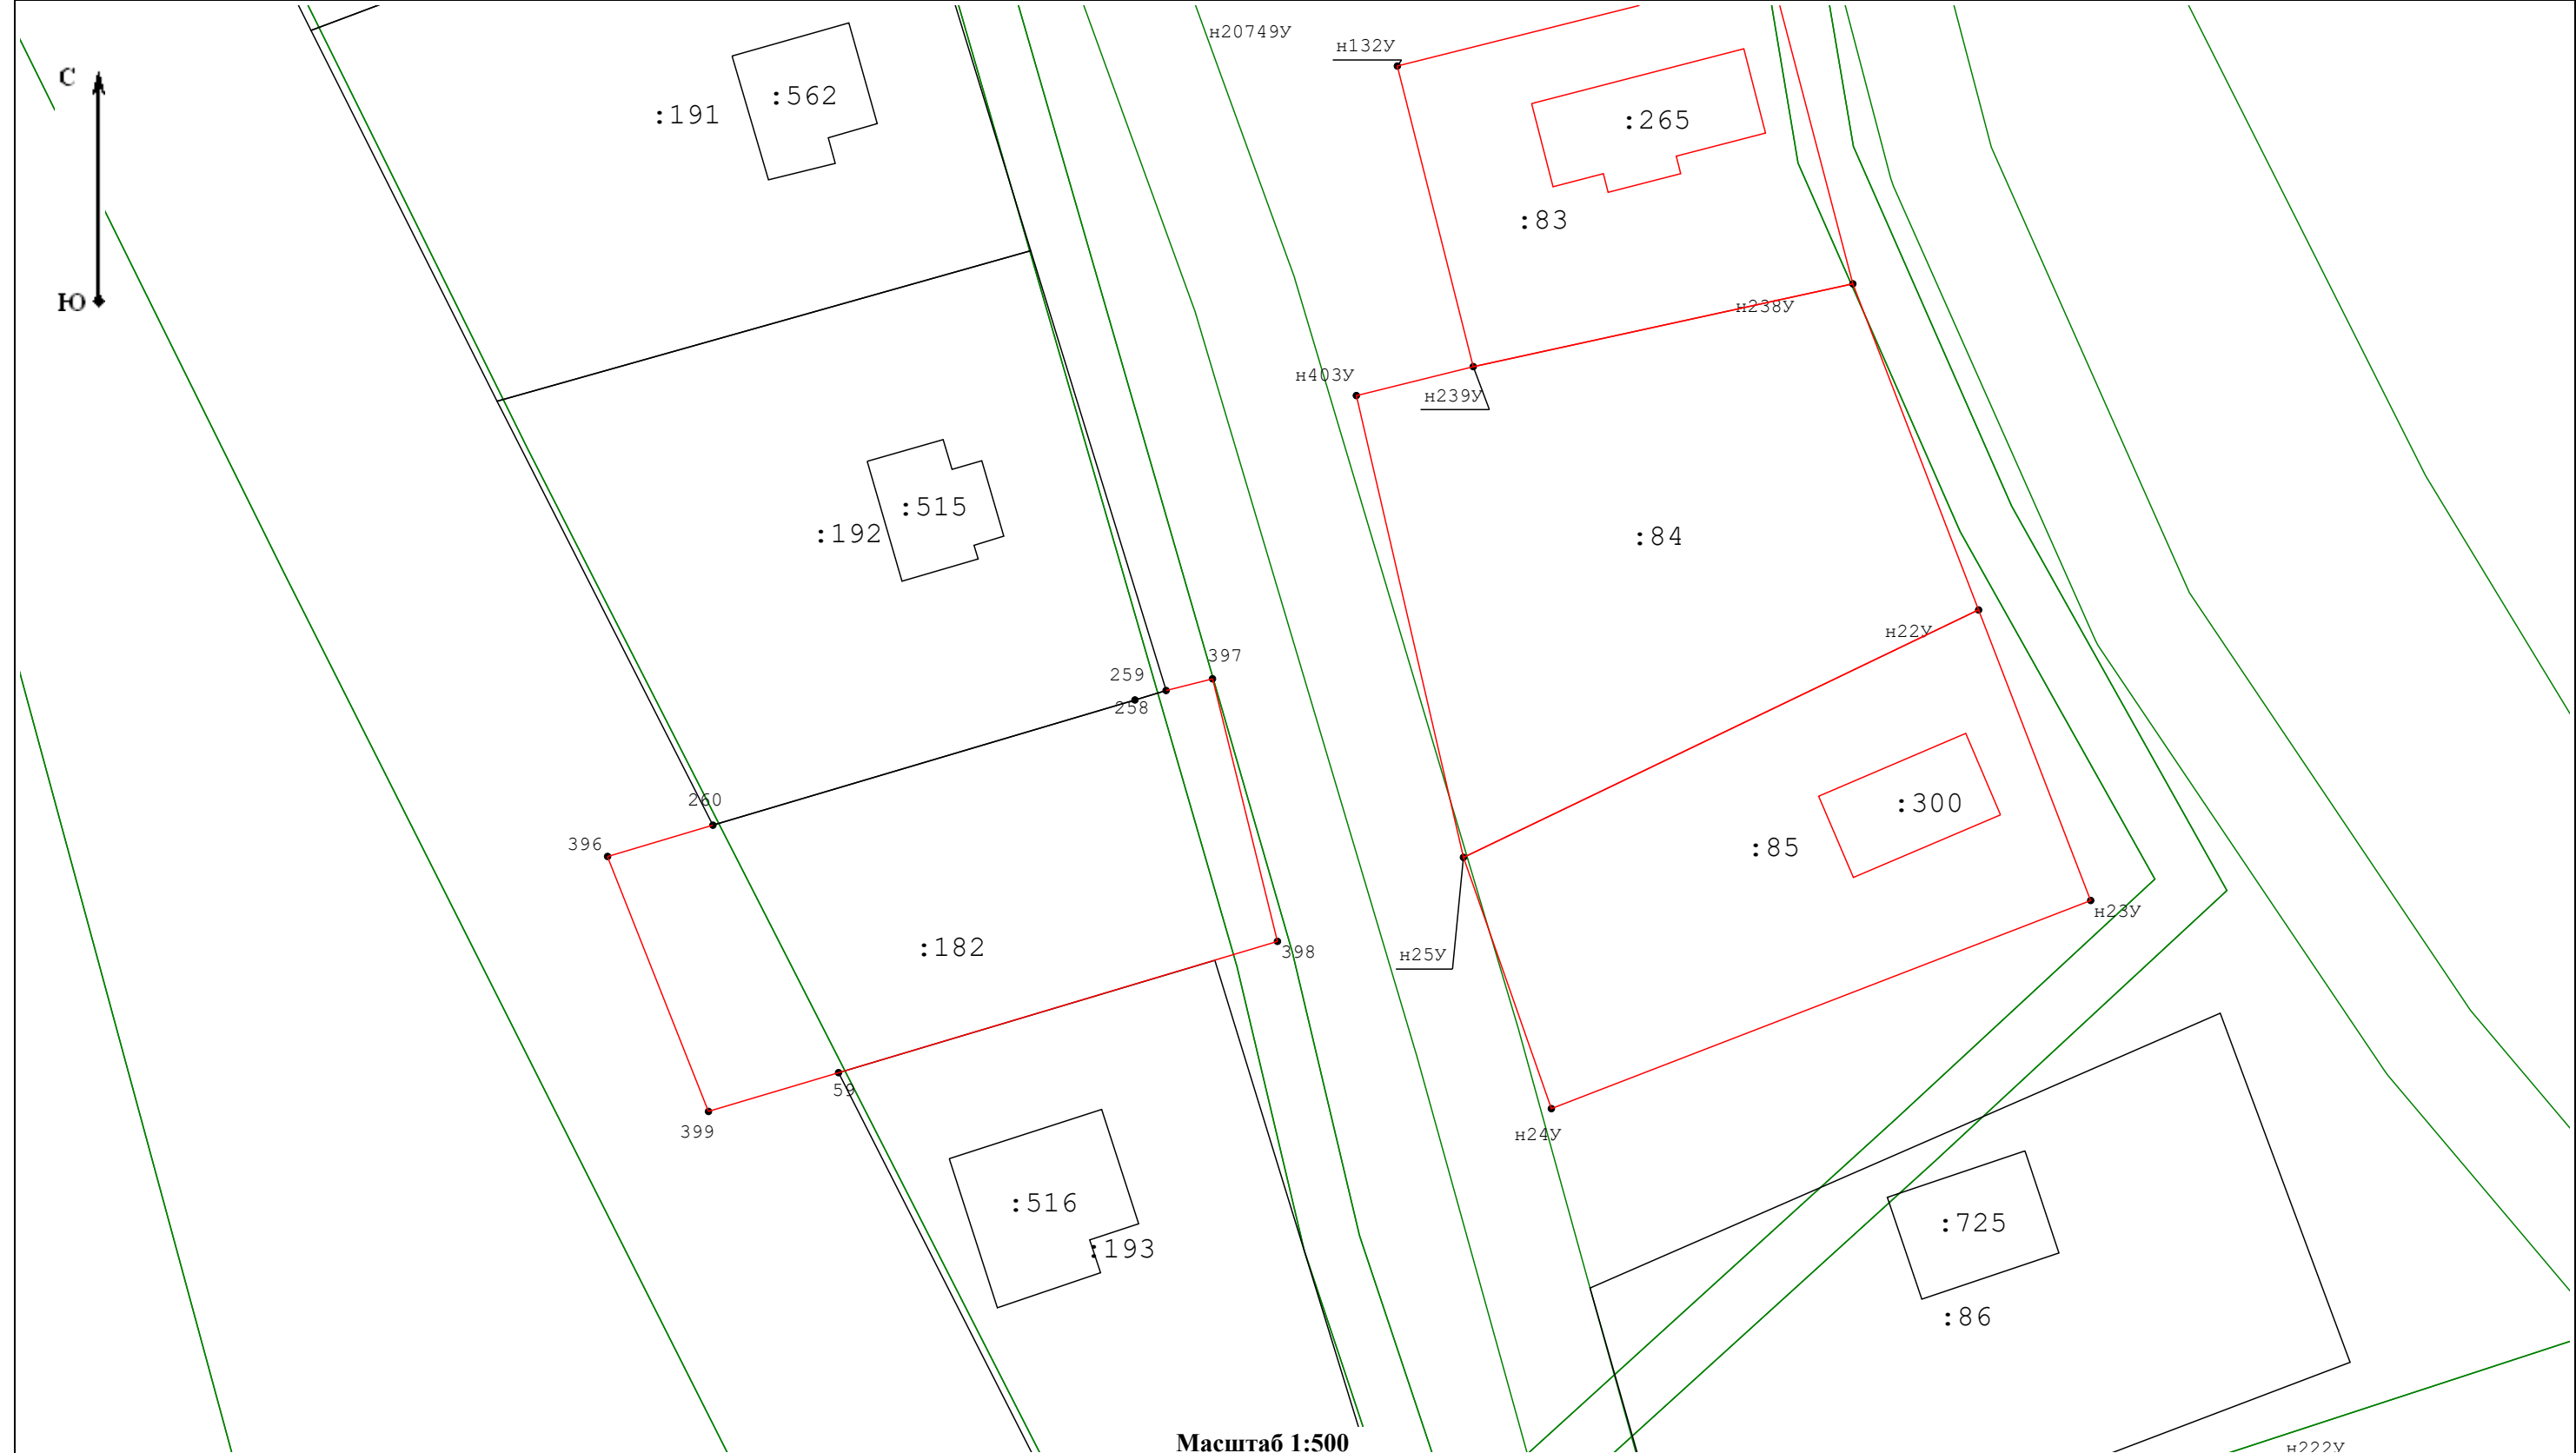 н20749У
н132У
С
:562
:191
:265
:83
Ю
н238У
н403У
н239У
:515
:192
:84
н22У
397
259
258
260
:300
396
:85
н23У
:182
398
н25У
59
399
н24У
:516
:725
:193
:86
Масштаб 1:500
н222У